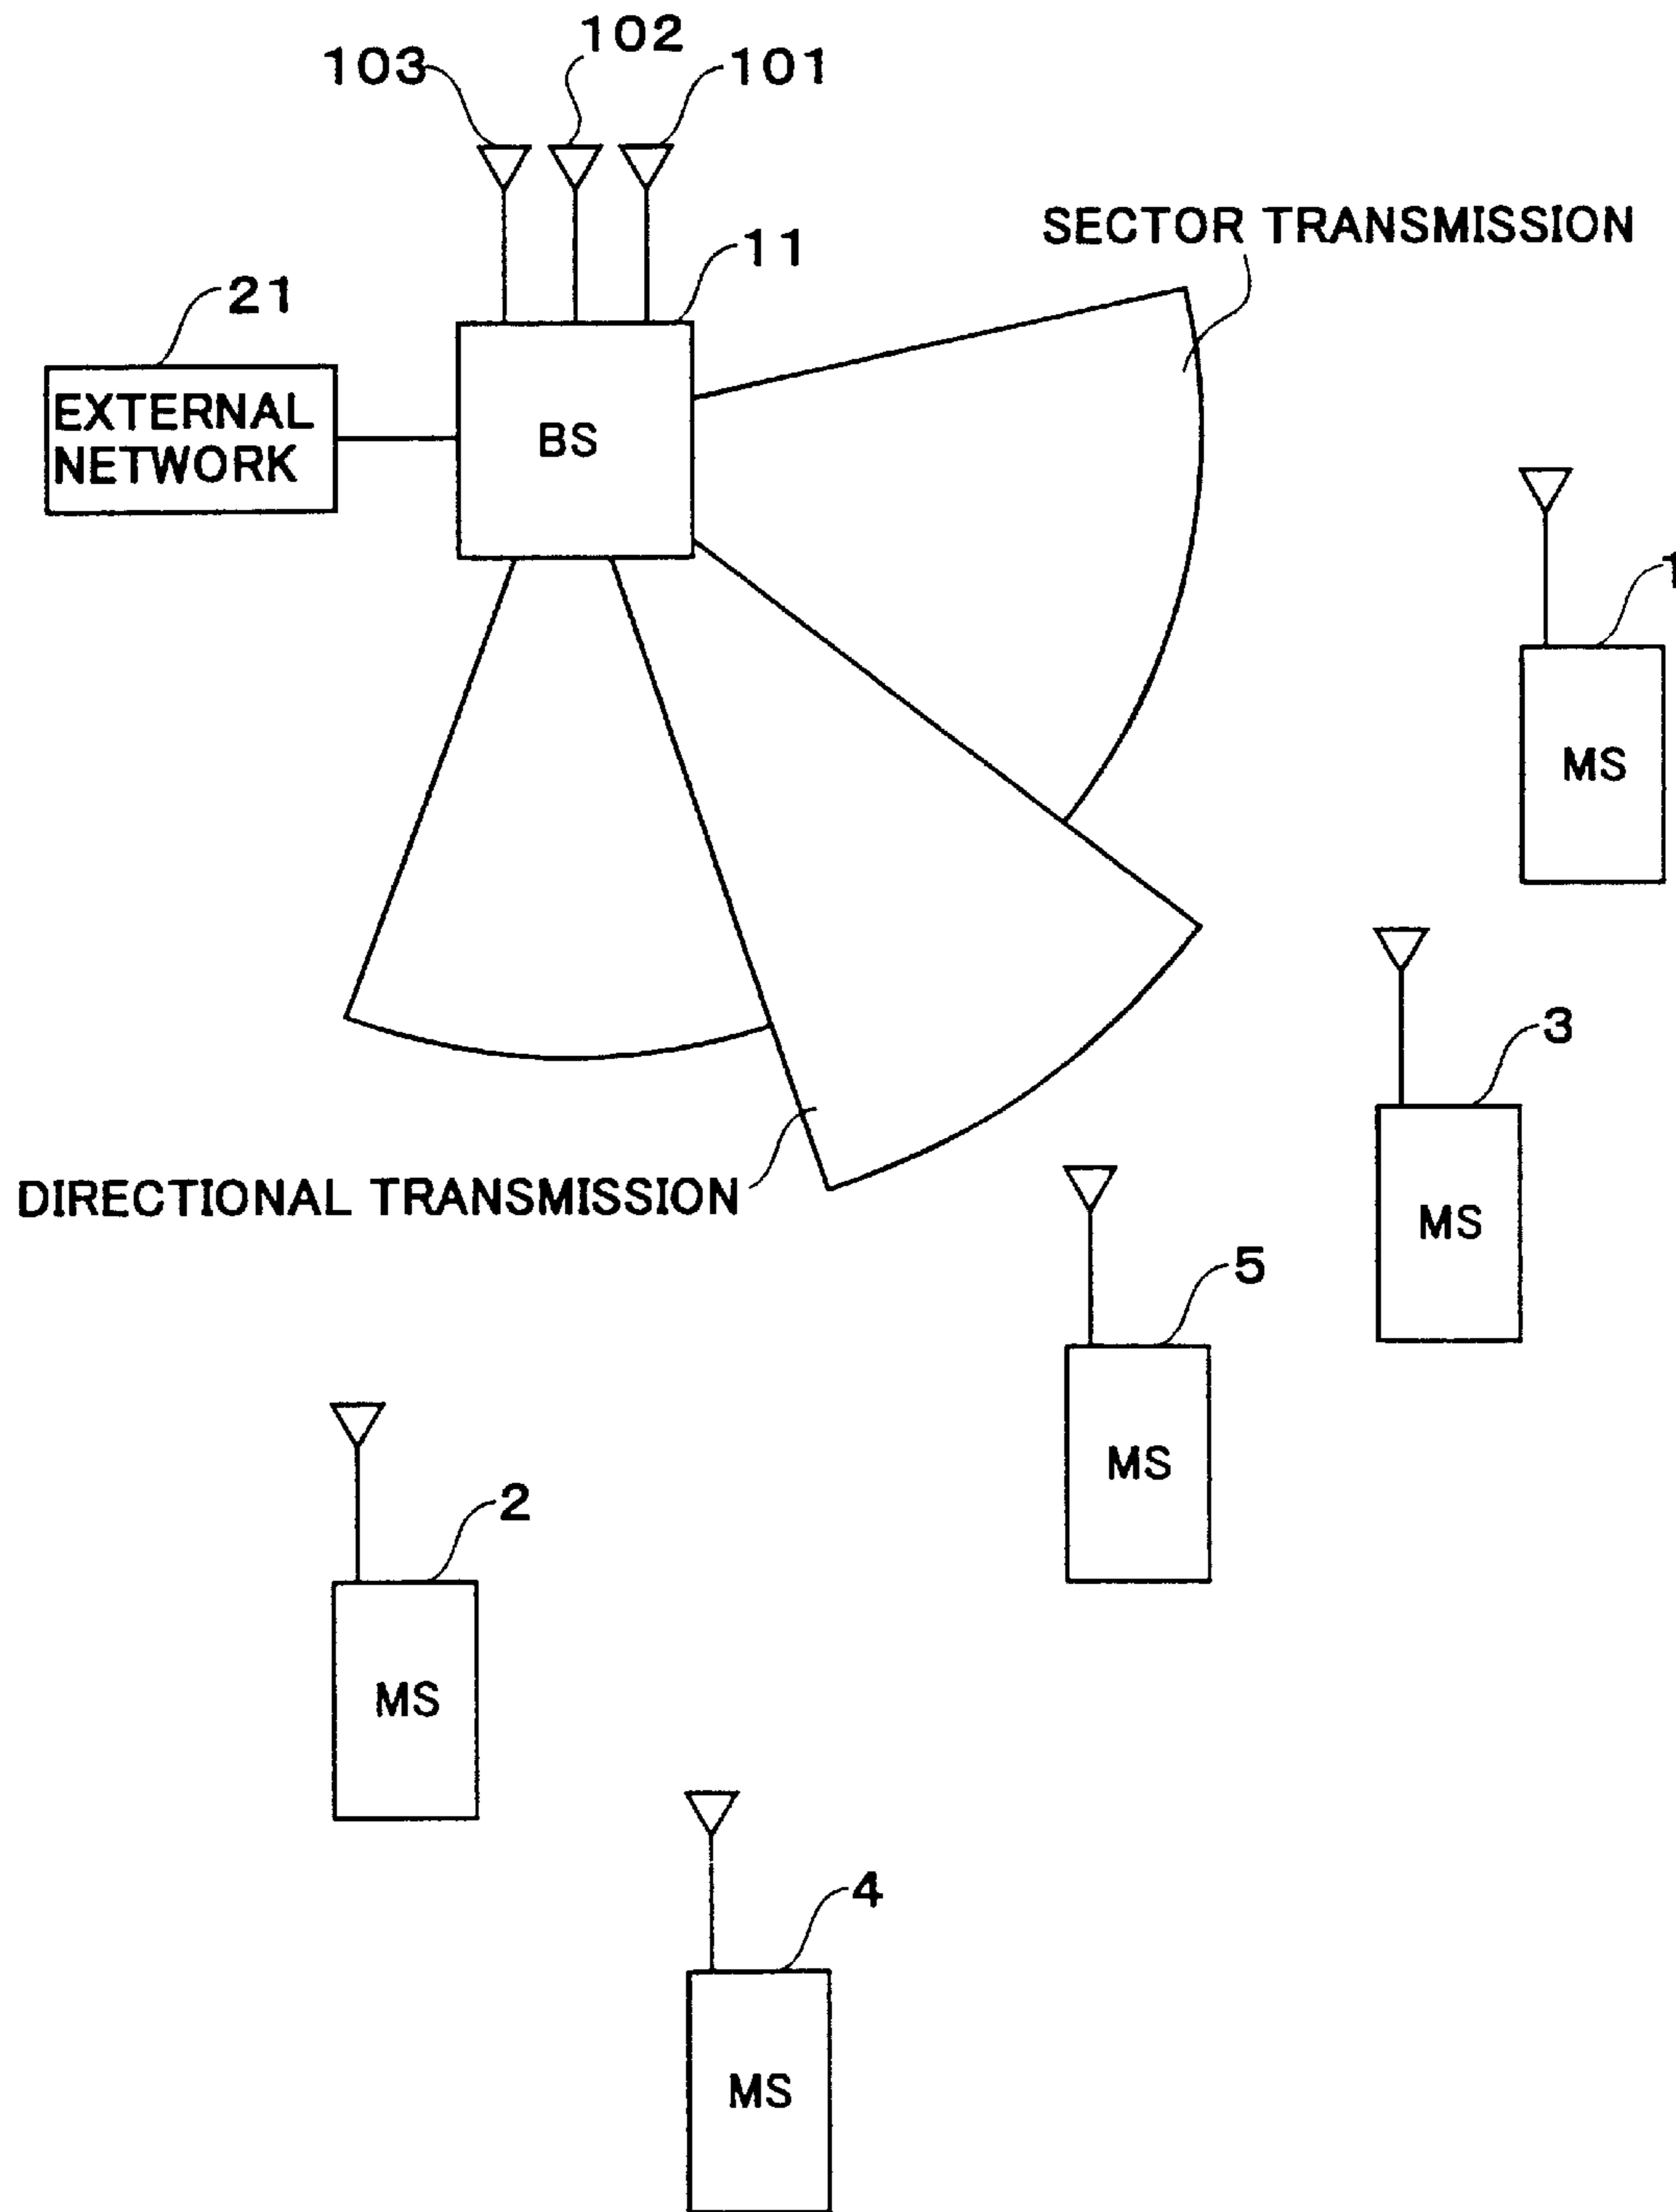 102
103
101
SECTOR TRANSMISSION
11
21
EXTERNAL
NETWORK
BS
1
MS
3
MS
DIRECTIONAL TRANSMISSION
5
MS
2
MS
4
MS